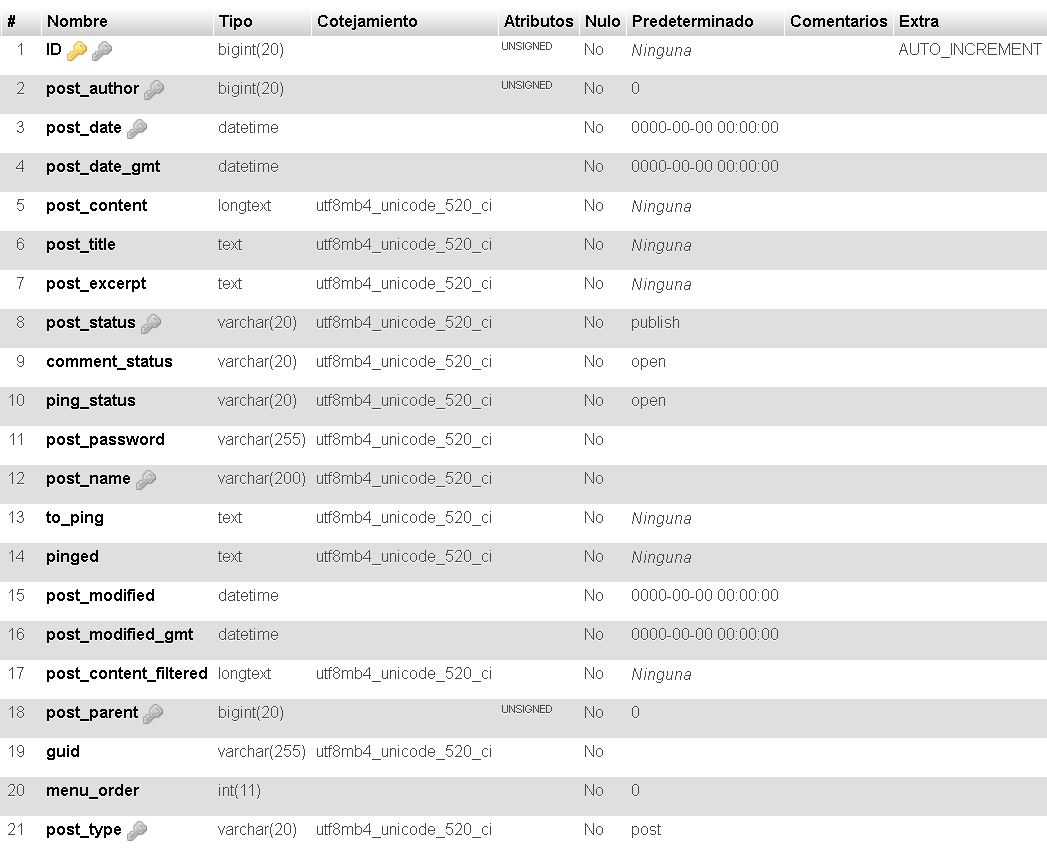 # Nombre Tipo Cotejamiento Atributos Nulo Predeterminado Comentarios Extra
1 ID bigint(20) UNSIGNED No Ninguna AUTO_INCREMENT
2 post_author bigint(20) UNSIGNED No 0
3 post_date datetime No 0000-00-00 00:00:00
4 post_date_gmt datetime No 0000-00-00 00:00:00
5 post_content longtext utf8mb4_unicode_520_ci No Ninguna
6 post_title text utf8mb4_unicode_520_ci No Ninguna
7 post_excerpt text utf8mb4_unicode_520_ci No Ninguna
8 post_status varchar(20) utf8mb4_unicode_520_ci No publish
9 comment_status varchar(20) utf8mb4_unicode_520_ci No open
10 ping_status varchar(20) utf8mb4_unicode_520_ci No open
11 post_password varchar(255) utf8mb4_unicode_520_ci No
12 post_name varchar(200) utf8mb4_unicode_520_ci No
13 to_ping text utf8mb4_unicode_520_ci No Ninguna
14 pinged text utf8mb4_unicode_520_ci No Ninguna
15 post_modified datetime No 0000-00-00 00:00:00
16 post_modified_gmt datetime No 0000-00-00 00:00:00
17 post_content_filtered longtext utf8mb4_unicode_520_ci No Ninguna
18 post_parent bigint(20) UNSIGNED No 0
19 guid varchar(255) utf8mb4_unicode_520_ci No
20 menu_order int(11) No 0
21 post_type varchar(20) utf8mb4_unicode_520_ci No post